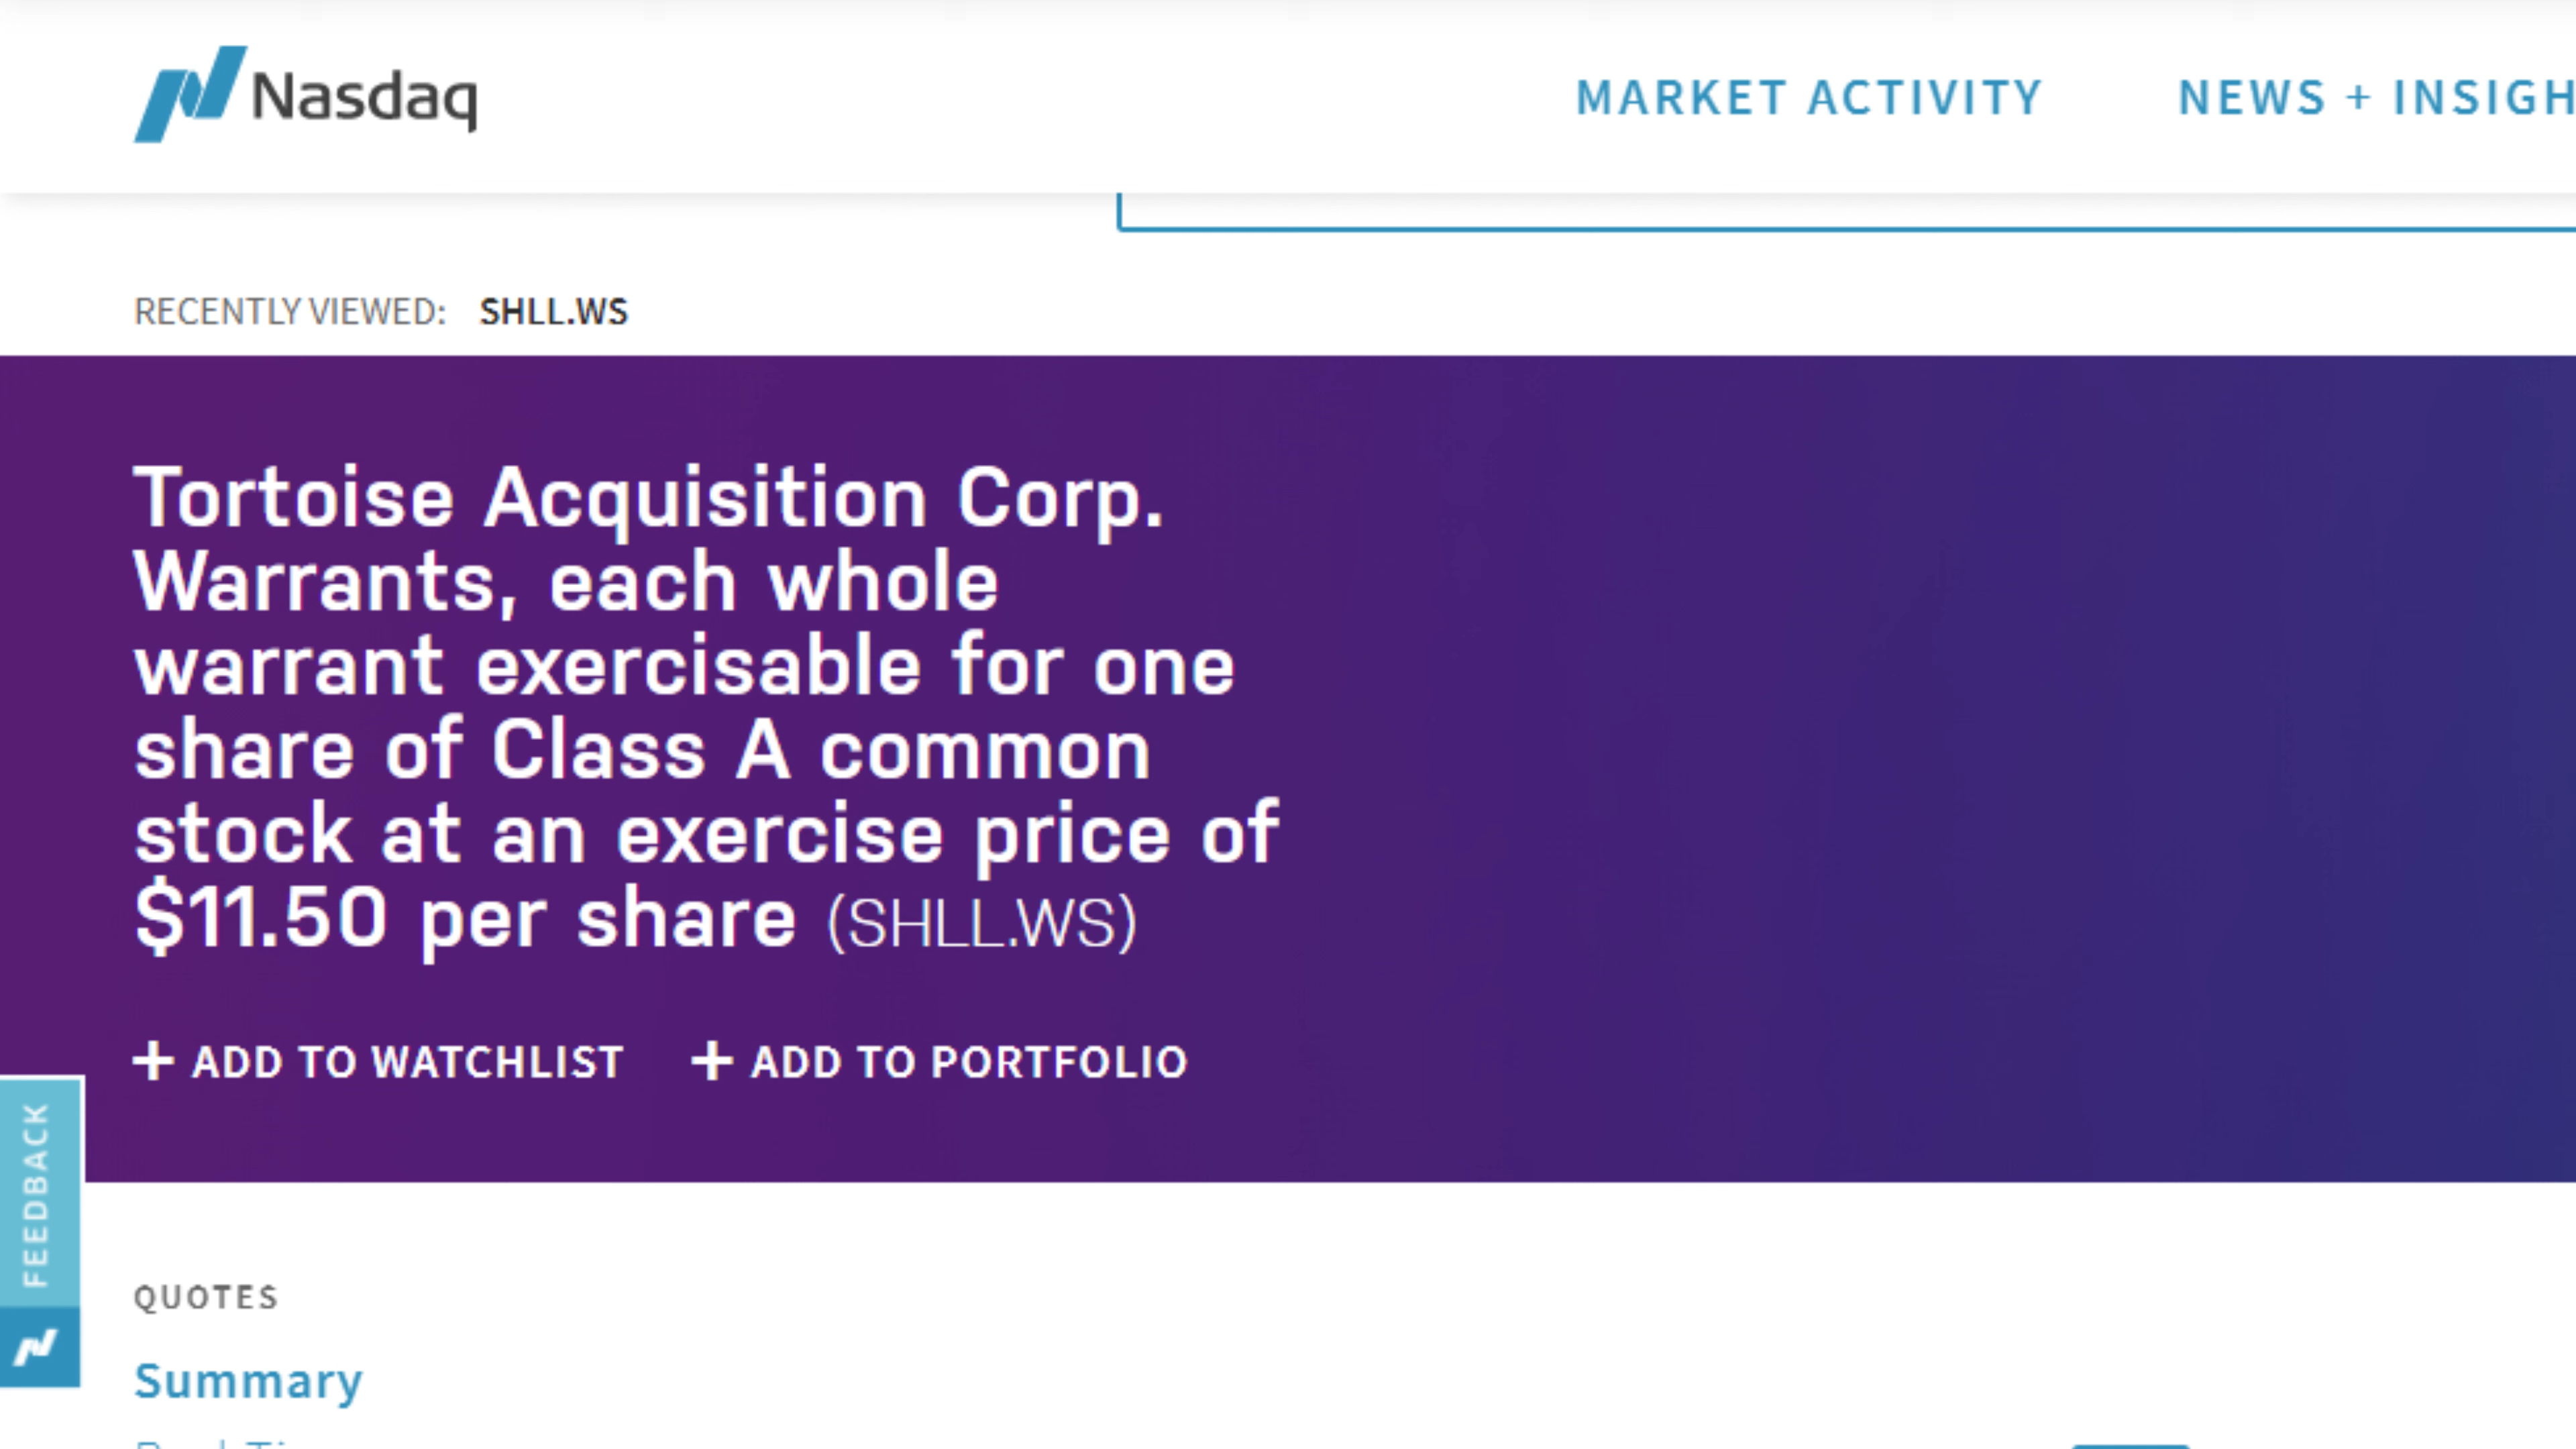 Nasdaq
MARKET ACTIVITY
NEWS + INSIGH
RECENTLY VIEWED: SHLL.WS
Tortoise Acquisition Corp.
Warrants, each whole
warrant exercisable for one
share of Class A common
stock at an exercise price of
$11.50 per share (SHLL.WS)
+ ADD TO WATCHLIST + ADD TO PORTFOLIO
FEEDBACK
QUOTES
Summary